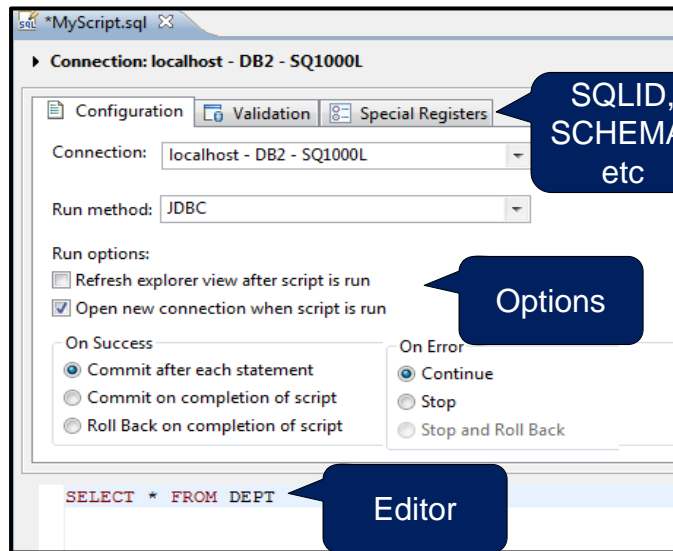 *MyScript.sql
Connection: localhost - DB2 - SQ1000L
Configuration Validation Special Registers
SQLID,
SCHEMA
etc
Connection: localhost - DB2 - SQ1000L
Run method: JDBC
Run options:
Refresh explorer view after script is run
Open new connection when script is run
Options
On Success
Commit after each statement
Commit on completion of script
Roll Back on completion of script
On Error
Continue
Stop
Stop and Roll Back
SELECT * FROM DEPT
Editor